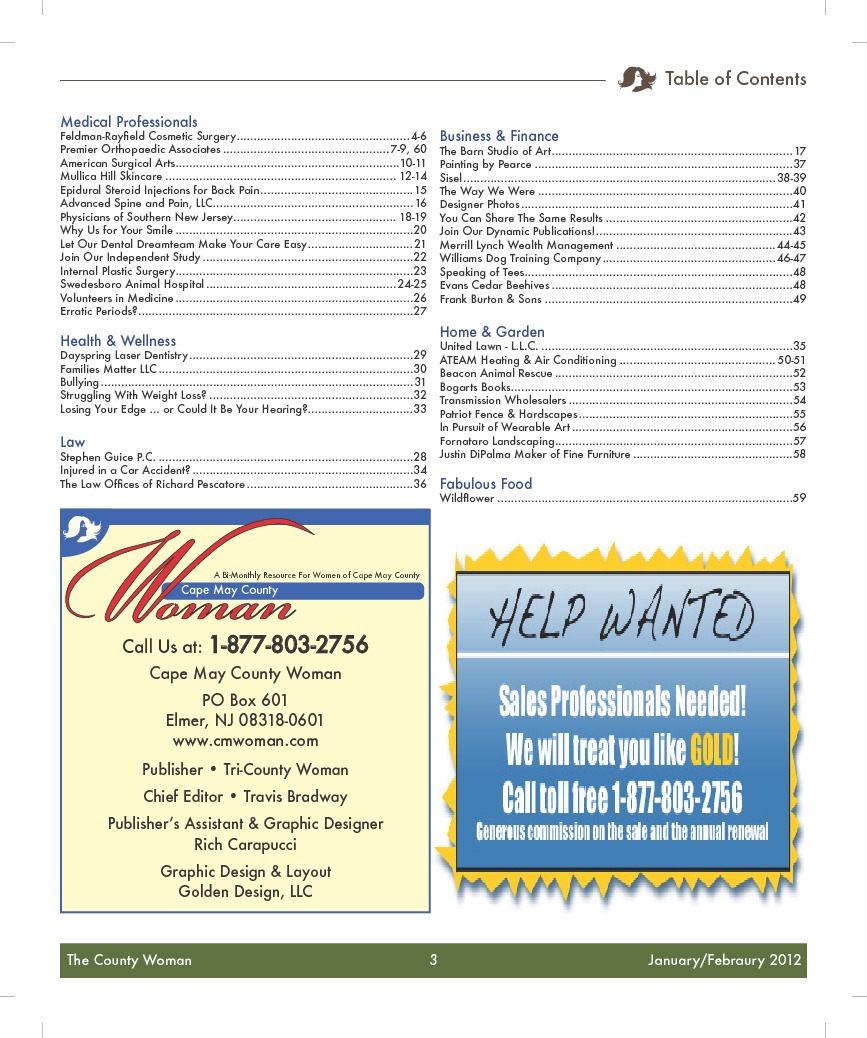 Table of Contents
Medical Professionals
Feldman-Rayfield Cosmetic Surgery...................................................4-6
Premier Orthopaedic Associates .................................................7-9, 60
American Surgical Arts..................................................................10-11
Mullica Hill Skincare .................................................................... 12-14
Epidural Steroid Injections for Back Pain............................................. 15
Advanced Spine and Pain, LLC........................................................... 16
Physicians of Southern New Jersey................................................ 18-19
Why Us for Your Smile ......................................................................20
Let Our Dental Dreamteam Make Your Care Easy............................... 21
Join Our Independent Study ..............................................................22
Internal Plastic Surgery......................................................................23
Swedesboro Animal Hospital ........................................................24-25
Volunteers in Medicine ......................................................................26
Erratic Periods?.................................................................................27
Health & Wellness
Dayspring Laser Dentistry..................................................................29
Families Matter LLC ...........................................................................30
Bullying ............................................................................................ 31
Struggling With Weight Loss? ............................................................32
Losing Your Edge ... or Could It Be Your Hearing?...............................33
Law
Stephen Guice P.C. ...........................................................................28
Injured in a Car Accident? .................................................................34
The Law Offices of Richard Pescatore .................................................36
Business & Finance
The Barn Studio of Art....................................................................... 17
Painting by Pearce ............................................................................37
Sisel ............................................................................................38-39
The Way We Were ...........................................................................40
Designer Photos ................................................................................41
You Can Share The Same Results .......................................................42
Join Our Dynamic Publications!..........................................................43
Merrill Lynch Wealth Management ............................................... 44-45
Williams Dog Training Company...................................................46-47
Speaking of Tees...............................................................................48
Evans Cedar Beehives .......................................................................48
Frank Burton & Sons .........................................................................49
Home & Garden
United Lawn - L.L.C. ..........................................................................35
ATEAM Heating & Air Conditioning .............................................. 50-51
Beacon Animal Rescue ......................................................................52
Bogarts Books...................................................................................53
Transmission Wholesalers ..................................................................54
Patriot Fence & Hardscapes...............................................................55
In Pursuit of Wearable Art .................................................................56
Fornataro Landscaping......................................................................57
Justin DiPalma Maker of Fine Furniture ...............................................58
Fabulous Food
Wildflower .......................................................................................59
A Bi-Monthly Resource For Women of Cape May County
Cape May County
Woman
Call Us at: 1-877-803-2756
Cape May County Woman
PO Box 601
Elmer, NJ 08318-0601
www.cmwoman.com
Publisher • Tri-County Woman
Chief Editor • Travis Bradway
Publisher’s Assistant & Graphic Designer
Rich Carapucci
Graphic Design & Layout
Golden Design, LLC
HELP WANTED
Sales Professionals Needed!
We will treat you like GOLD!
Call toll free 1-877-803-2756
Generous commission on the sale and the annual renewal
The County Woman 3 January/Febraury 2012